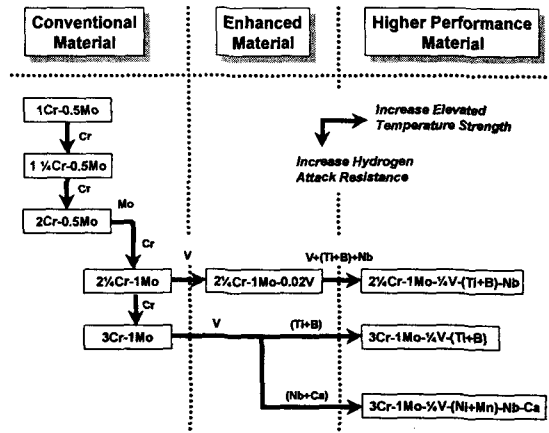 Conventional
Material
Enhanced
Material
Higher Performance
Material
1Cr-0.5Mo
Cr
1 ¼Cr-0.5Mo
Cr
2Cr-0.5Mo
Mo
Cr
Increase Elevated
Temperature Strength
Increase Hydrogen
Attack Resistance
2¼Cr-1Mo
V
2¼Cr-1Mo-0.02V
V+(Ti+B)+Nb
2¼Cr-1Mo-¼V-(Ti+B)-Nb
Cr
3Cr-1Mo
V
(Ti+B)
3Cr-1Mo-¼V-(Ti+B)
(Nb+Ca)
3Cr-1Mo-¼V-(Ni+Mn)-Nb-Ca